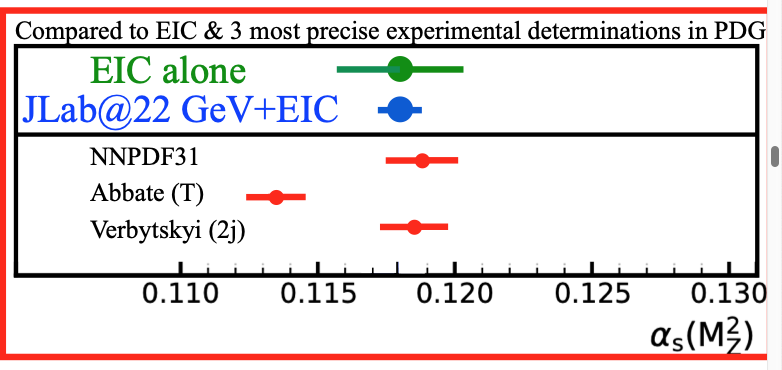 Compared to EIC & 3 most precise experimental determinations in PDG
EIC alone
JLab@22 GeV+EIC
NNPDF31
Abbate (T)
Verbytskyi (2j)
0.110 0.115 0.120 0.125 0.130
αs(M²Z)